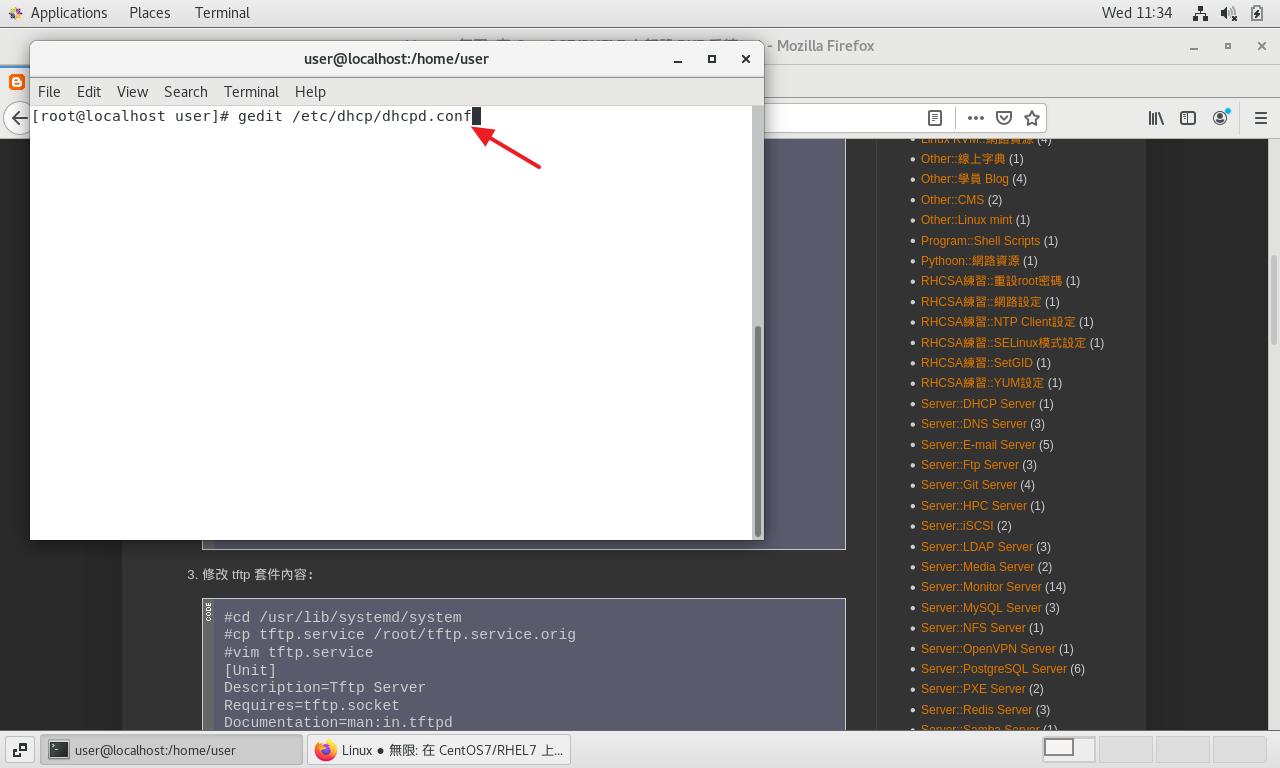 Applications Places Terminal Wed 11:34
- Mozilla Firefox
user@localhost:/home/user
File Edit View Search Terminal Help
[root@localhost user]# gedit /etc/dhcp/dhcpd.conf
Linux KVM::網路資源 (4)
Other::線上字典 (1)
Other::學員 Blog (4)
Other::CMS (2)
Other::Linux mint (1)
Program::Shell Scripts (1)
Pythoon::網路資源 (1)
RHCSA練習::重設root密碼 (1)
RHCSA練習::網路設定 (1)
RHCSA練習::NTP Client設定 (1)
RHCSA練習::SELinux模式設定 (1)
RHCSA練習::SetGID (1)
RHCSA練習::YUM設定 (1)
Server::DHCP Server (1)
Server::DNS Server (3)
Server::E-mail Server (5)
Server::Ftp Server (3)
Server::Git Server (4)
Server::HPC Server (1)
Server::iSCSI (2)
Server::LDAP Server (3)
Server::Media Server (2)
Server::Monitor Server (14)
Server::MySQL Server (3)
Server::NFS Server (1)
Server::OpenVPN Server (1)
Server::PostgreSQL Server (6)
Server::PXE Server (2)
Server::Redis Server (3)
Server::Samba Server (1)
3. 修改 tftp 套件內容:
CODE
#cd /usr/lib/systemd/system
#cp tftp.service /root/tftp.service.orig
#vim tftp.service
[Unit]
Description=Tftp Server
Requires=tftp.socket
Documentation=man:in.tftpd
user@localhost:/home/user
Linux ● 無限: 在 CentOS7/RHEL7 上...